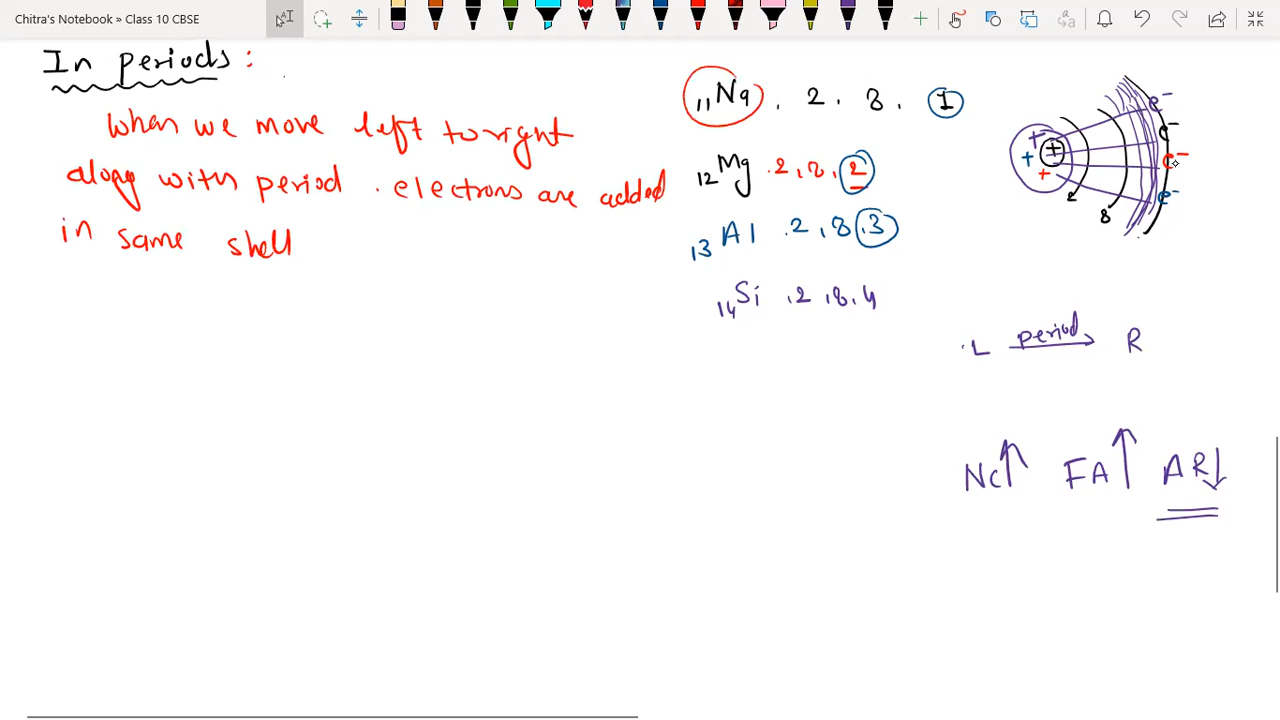 Chitra's Notebook » Class 10 CBSE
In periods :
When we move left to right
along with period . electrons are added
in same shell
11Na . 2 . 8 . 1
12Mg 2, 8, 2
13Al . 2, 8, 3
14Si . 2, 8, 4
+ + + +
2 8
e- e- e- e-
L period R
NC↑ FA↑ AR↓